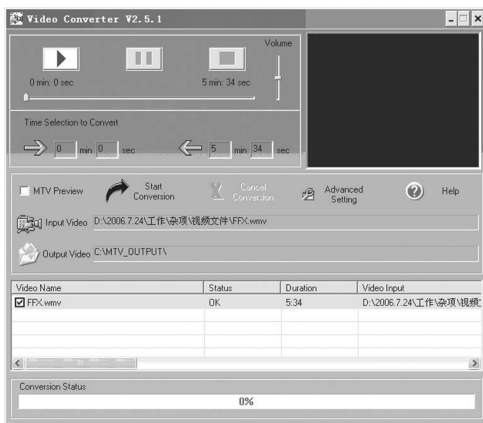 Video Converter V2.5.1
Volume
0 min: 0 sec
5 min: 34 sec
Time Selection to Convert
0 min 0 sec 5 min 34 sec
MTV Preview Start Conversion Cancel Conversion Advanced Setting Help
Input Video D:\2006.7.24\工作\杂项\视频文件\FFX.wmv
Output Video C:\MTV_OUTPUT\
Video Name Status Duration Video Input
FFX.wmv OK 5:34 D:\2006.7.24\工作\杂项\视频
Conversion Status
0%